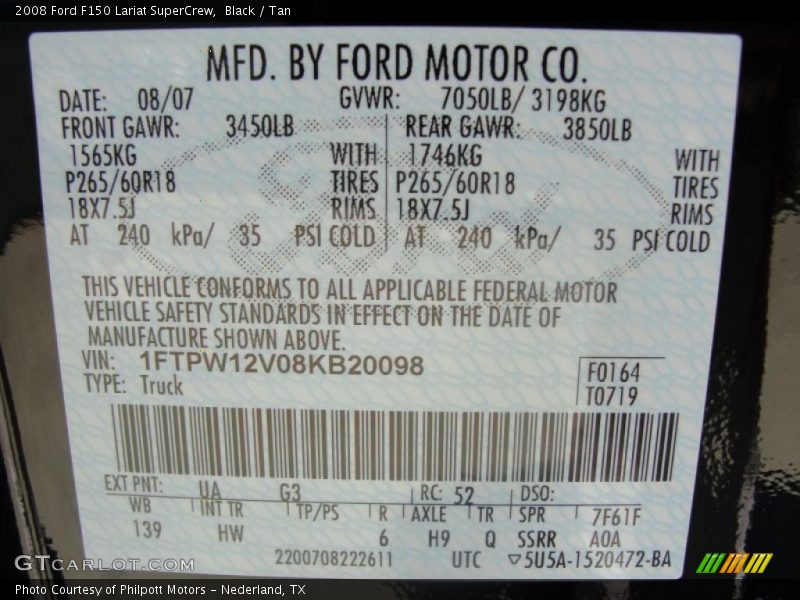 2008 Ford F150 Lariat SuperCrew, Black / Tan
MFD. BY FORD MOTOR CO.
DATE: 08/07 GVWR: 7050LB/ 3198KG
FRONT GAWR: 3450LB REAR GAWR: 3850LB
1565KG WITH 1746KG WITH
P265/60R18 TIRES P265/60R18 TIRES
18X7.5J RIMS 18X7.5J RIMS
AT 240 kPa/ 35 PSI COLD AT 240 kPa/ 35 PSI COLD
Ford
THIS VEHICLE CONFORMS TO ALL APPLICABLE FEDERAL MOTOR
VEHICLE SAFETY STANDARDS IN EFFECT ON THE DATE OF
MANUFACTURE SHOWN ABOVE.
VIN: 1FTPW12V08KB20098
TYPE: Truck
F0164
T0719
EXT PNT: UA G3 RC: 52 DSO:
WB INT TR TP/PS R AXLE TR SPR 7F61F
139 HW 6 H9 Q SSRR A0A
2200708222611 UTC ▽5U5A-1520472-BA
GTcarlot.com
Photo Courtesy of Philpott Motors - Nederland, TX